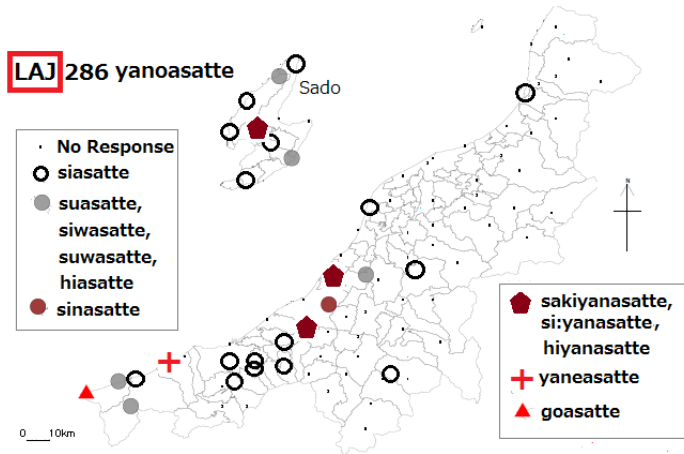 LAJ 286 yanoasatte
Sado
No Response
siasatte
suasatte,
siwasatte,
suwasatte,
hiasatte
sinasatte
sakiyanasatte,
si:yanasatte,
hiyanasatte
yaneasatte
goasatte
N
0 10km